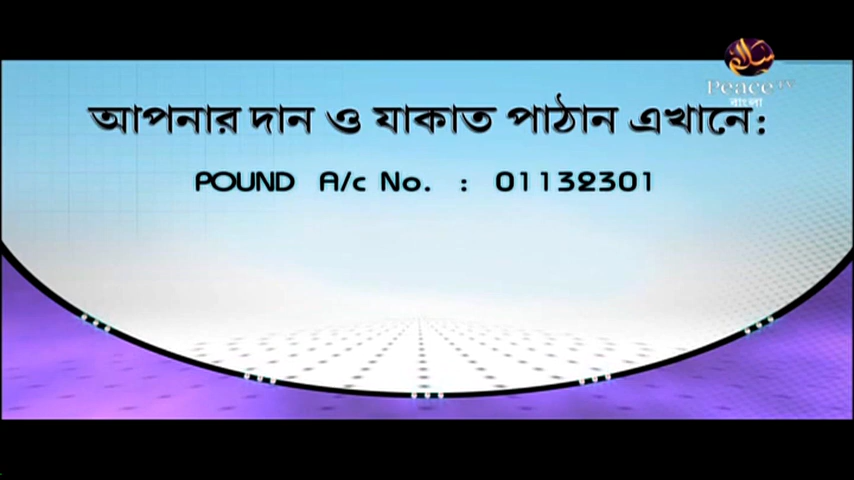 Peace TV
বাংলা
আপনার দান ও যাকাত পাঠান এখানে:
POUND A/c No. : 01132301